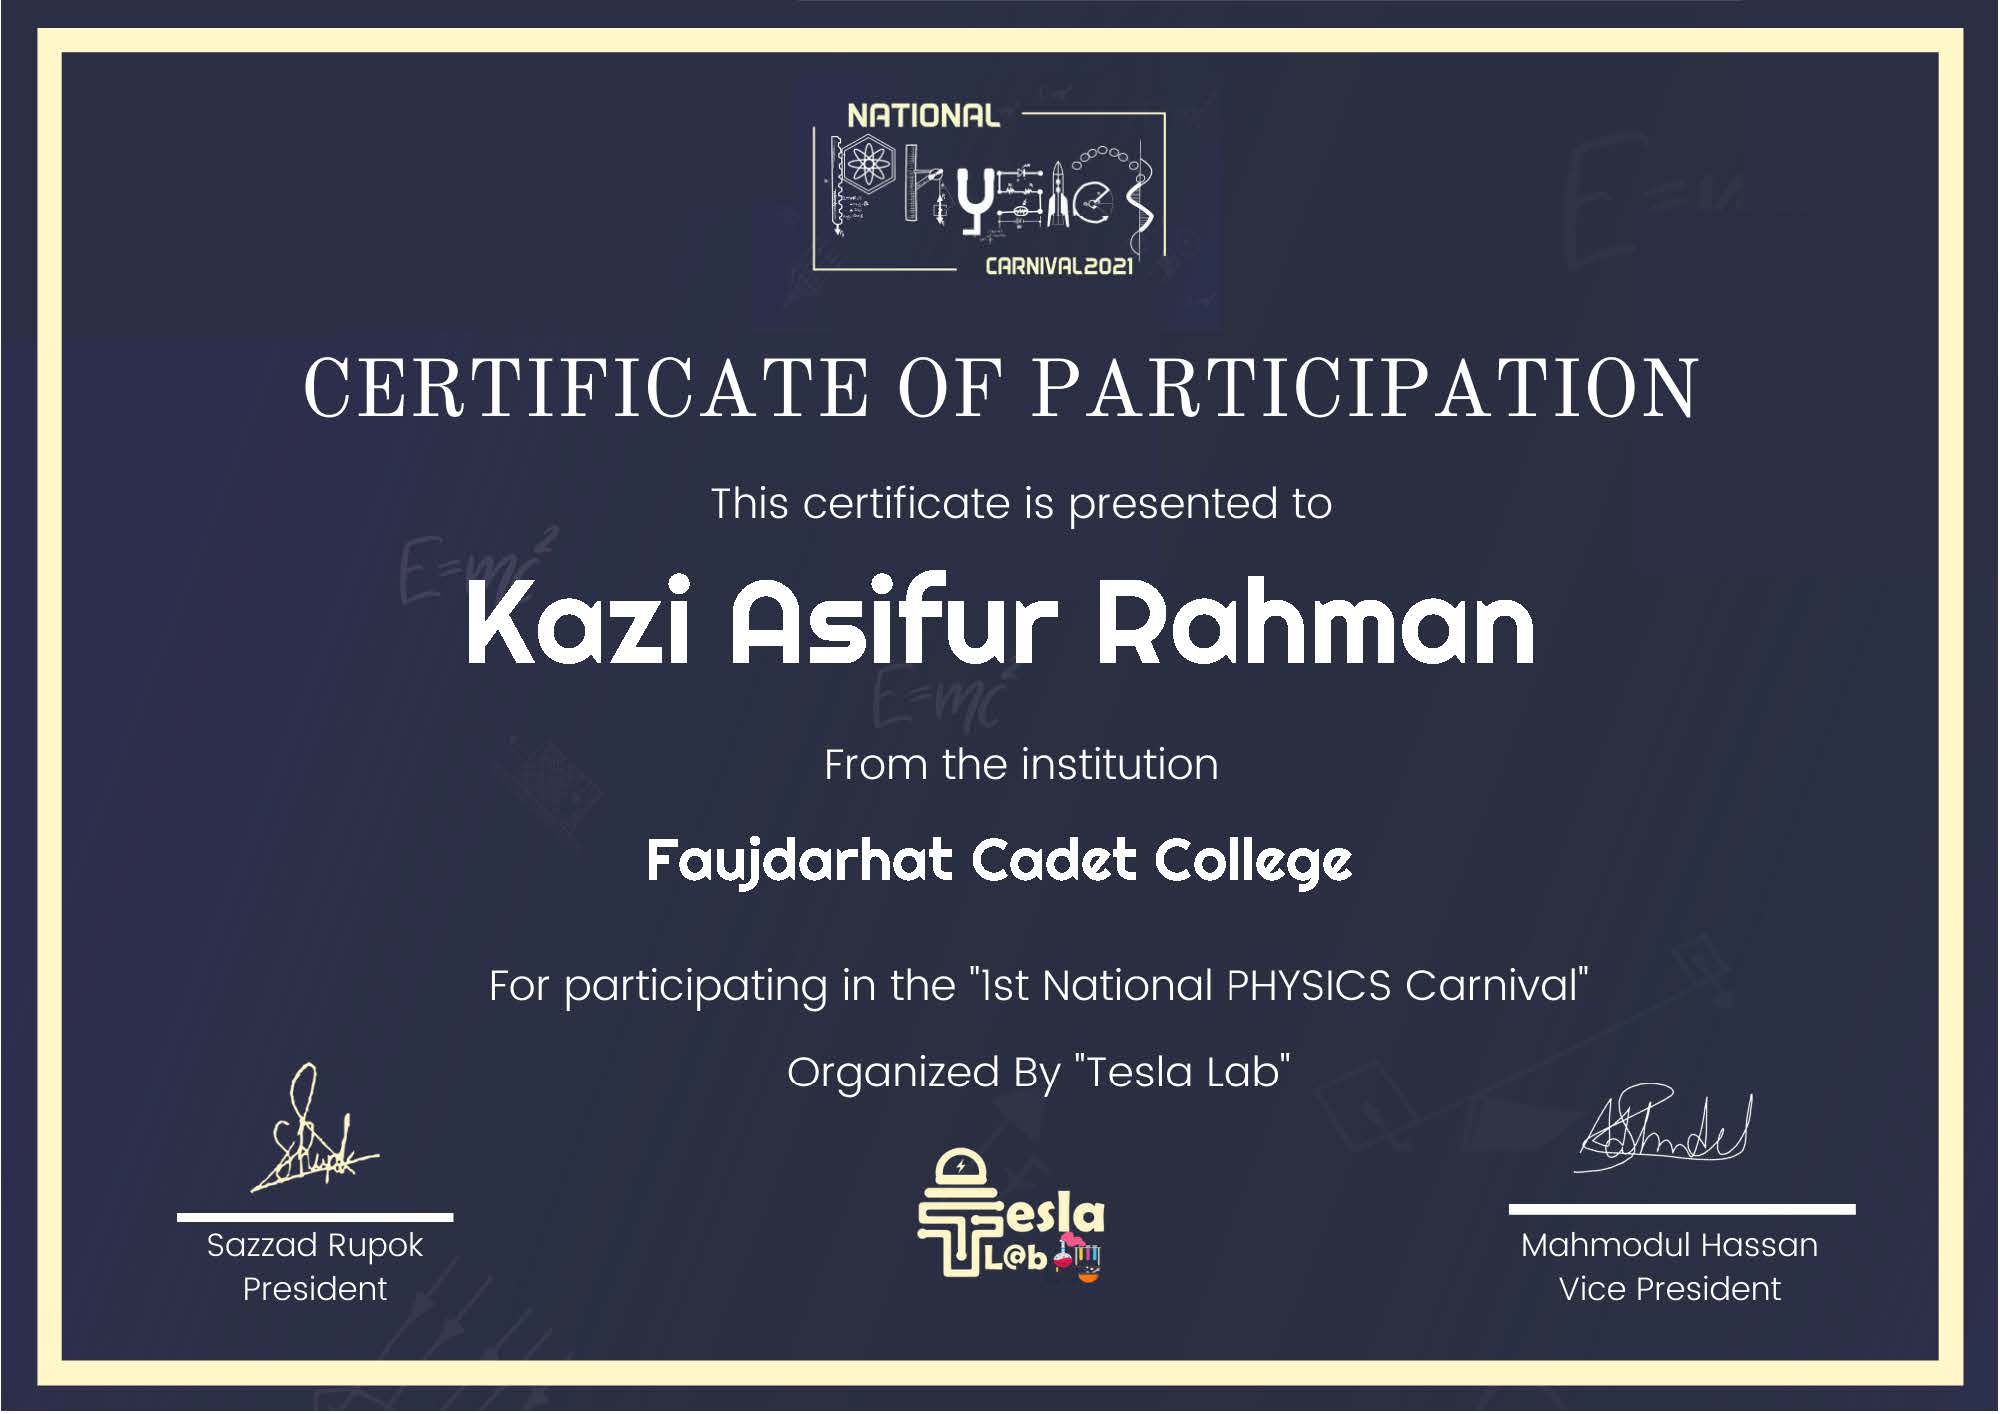 NATIONAL
Physics
CARNIVAL2021
CERTIFICATE OF PARTICIPATION
This certificate is presented to
E=mc²
Kazi Asifur Rahman
E=mc²
From the institution
Faujdarhat Cadet College
For participating in the "1st National PHYSICS Carnival"
Organized By "Tesla Lab"
Tesla
L@b
Sazzad Rupok
President
Mahmodul Hassan
Vice President